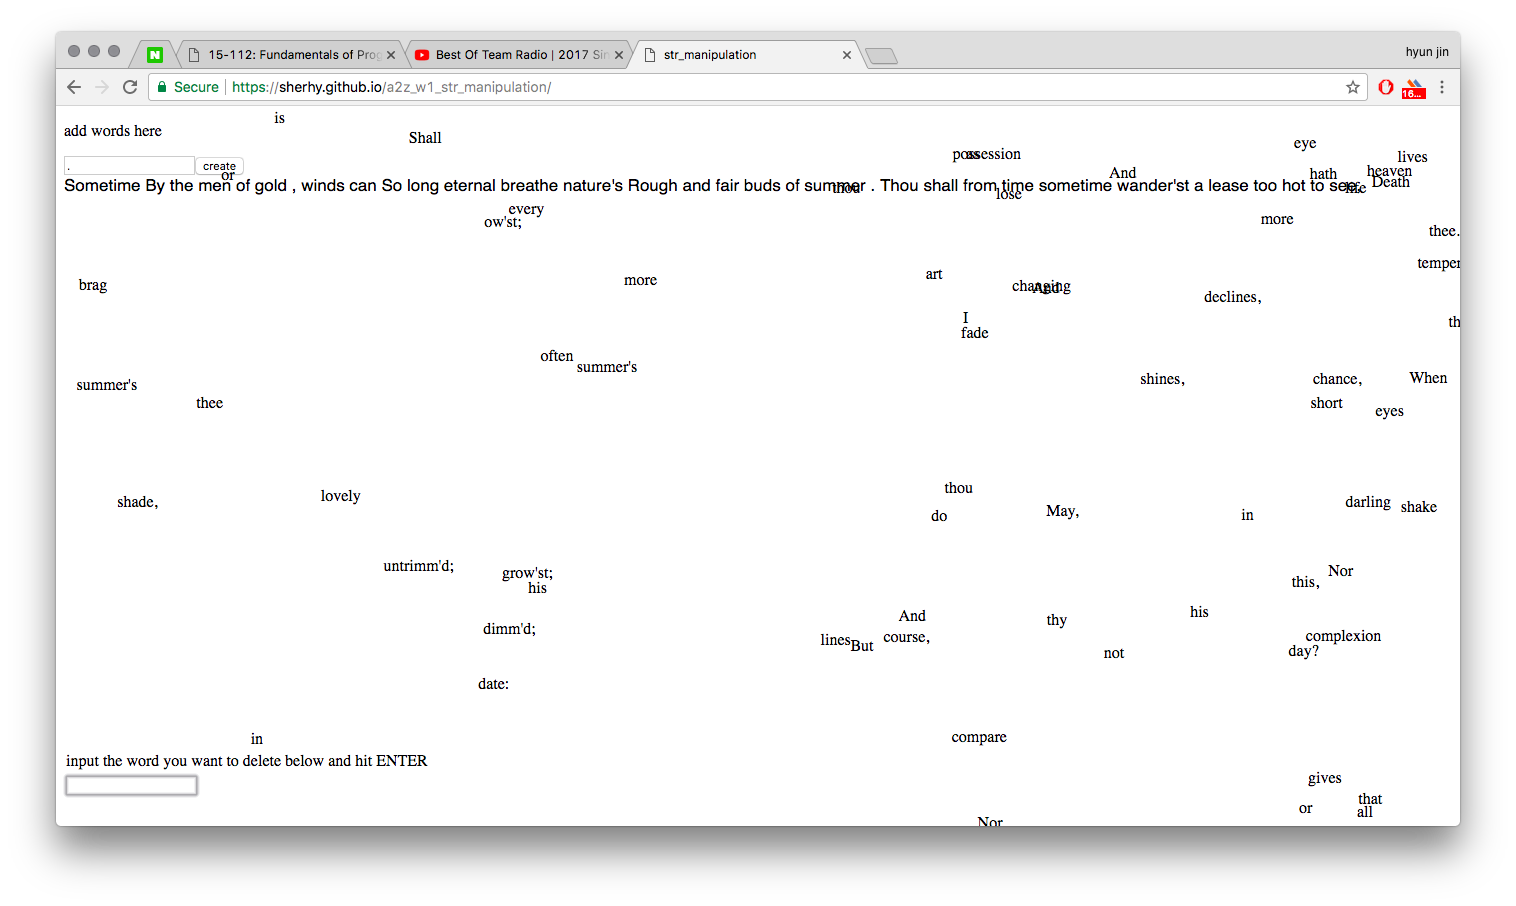 hyun jin
15-112: Fundamentals of Prog
Best Of Team Radio | 2017 Sin
str_manipulation
Secure
https://sherhy.github.io/a2z_w1_str_manipulation/
16...
is
add words here
Shall
eye
possession
lives
.
create
or
And
hath
heaven
Death
Sometime By the men of gold , winds can So long eternal breathe nature's Rough and fair buds of summer . Thou shall from time sometime wander'st a lease too hot to see,
thou
life
lose
every
ow'st;
more
thee.
temper
art
more
brag
changing
And
declines,
I
th
fade
often
summer's
shines,
chance,
When
summer's
thee
short
eyes
thou
lovely
shade,
darling
shake
May,
in
do
untrimm'd;
grow'st;
Nor
this,
his
his
And
thy
dimm'd;
lines
But
course,
complexion
day?
not
date:
in
compare
input the word you want to delete below and hit ENTER
gives
that
or
all
Nor